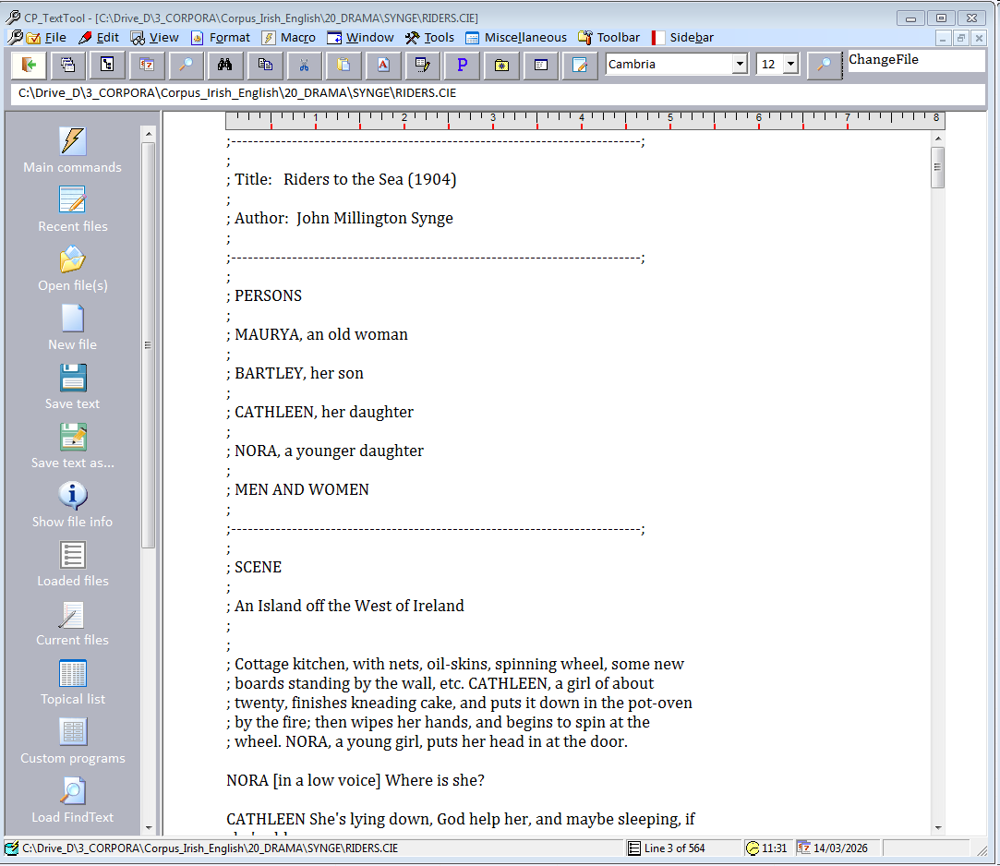 CP_TextTool - [C:\Drive_D\3_CORPORA\Corpus_Irish_English\20_DRAMA\SYNGE\RIDERS.CIE]
File Edit View Format Macro Window Tools Miscellaneous Toolbar Sidebar
P Cambria 12 ChangeFile
C:\Drive_D\3_CORPORA\Corpus_Irish_English\20_DRAMA\SYNGE\RIDERS.CIE
1 2 3 4 5 6 7 8
Main commands
Recent files
Open file(s)
New file
Save text
Save text as...
Show file info
Loaded files
Current files
Topical list
Custom programs
Load FindText
;--------------------------------------------------------------------------;
;
; Title:   Riders to the Sea (1904)
;
; Author:  John Millington Synge
;
;--------------------------------------------------------------------------;
;
; PERSONS
;
; MAURYA, an old woman
;
; BARTLEY, her son
;
; CATHLEEN, her daughter
;
; NORA, a younger daughter
;
; MEN AND WOMEN
;
;--------------------------------------------------------------------------;
;
; SCENE
;
; An Island off the West of Ireland
;
;
; Cottage kitchen, with nets, oil-skins, spinning wheel, some new
; boards standing by the wall, etc. CATHLEEN, a girl of about
; twenty, finishes kneading cake, and puts it down in the pot-oven
; by the fire; then wipes her hands, and begins to spin at the
; wheel. NORA, a young girl, puts her head in at the door.
NORA [in a low voice] Where is she?
CATHLEEN She's lying down, God help her, and maybe sleeping, if
C:\Drive_D\3_CORPORA\Corpus_Irish_English\20_DRAMA\SYNGE\RIDERS.CIE Line 3 of 564 11:31 14/03/2026